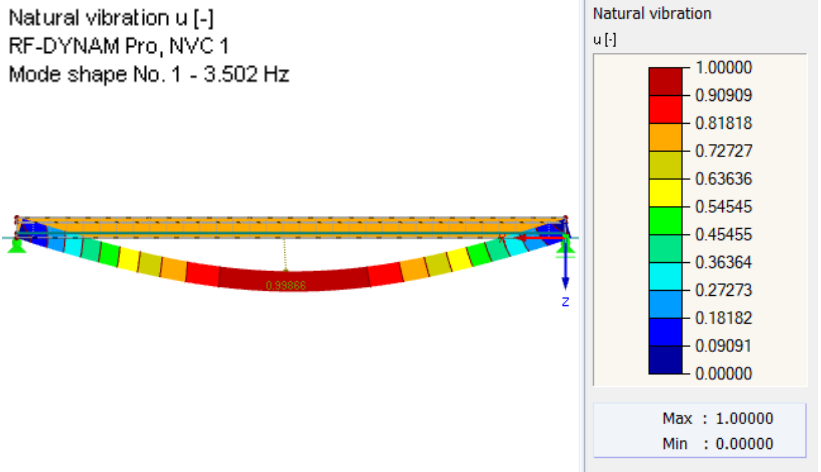 Natural vibration u [-]
RF-DYNAM Pro, NVC 1
Mode shape No. 1 - 3.502 Hz
0.99866
z
Natural vibration
u [-]
1.00000
0.90909
0.81818
0.72727
0.63636
0.54545
0.45455
0.36364
0.27273
0.18182
0.09091
0.00000
Max : 1.00000
Min : 0.00000